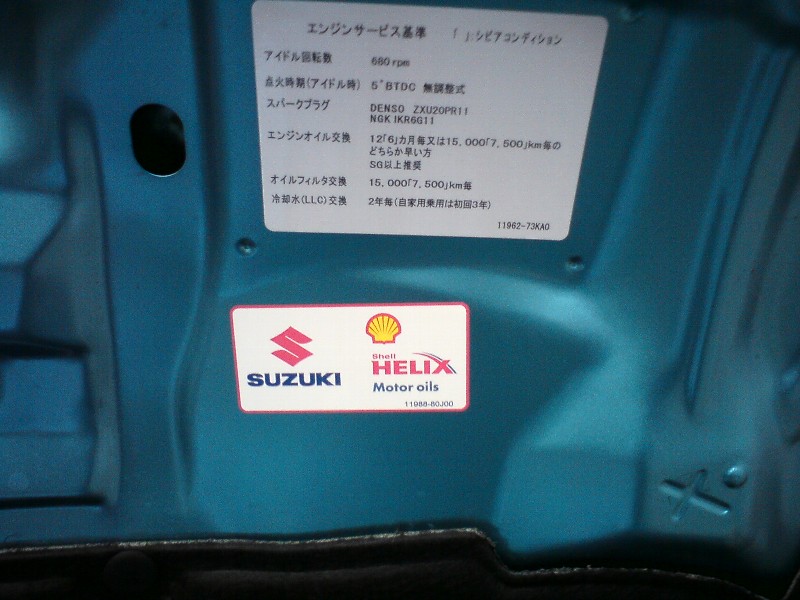 エンジンサービス基準 「 」:シビアコンディション
アイドル回転数 680rpm
点火時期(アイドル時) 5°BTDC 無調整式
スパークプラグ DENSO ZXU20PR11
NGK IKR6G11
エンジンオイル交換 12「6」カ月毎又は15,000「7,500」km毎の
どちらか早い方
SG以上推奨
オイルフィルタ交換 15,000「7,500」km毎
冷却水(LLC)交換 2年毎(自家用乗用は初回3年)
11962-73KA0
SUZUKI
Shell
HELIX
Motor oils
11988-80J00